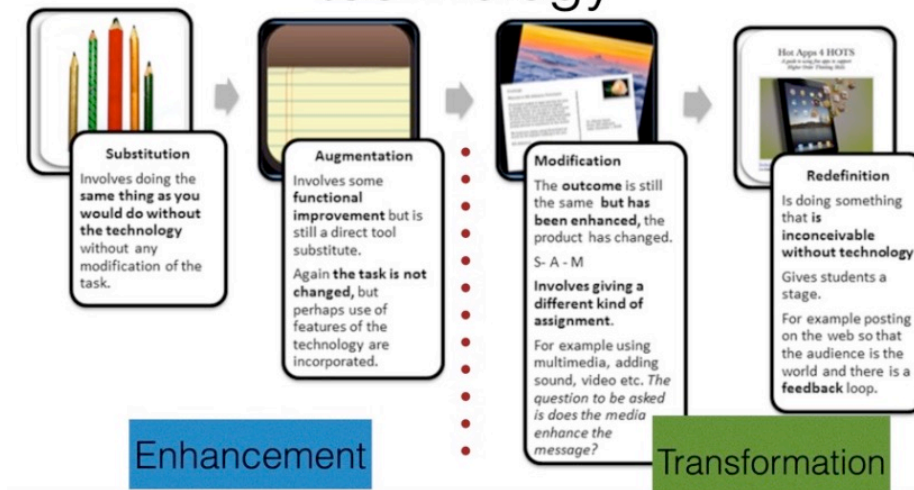 Hot Apps 4 HOTS
Substitution
Involves doing the
same thing as you
would do without
the technology
without any
modification of the
task.
Augmentation
Involves some
functional
improvement but is
still a direct tool
substitute.
Again the task is not
changed, but
perhaps use of
features of the
technology are
incorporated.
Modification
The outcome is still
the same but has
been enhanced, the
product has changed.
S- A - M
Involves giving a
different kind of
assignment.
For example using
multimedia, adding
sound, video etc. The
question to be asked
is does the media
enhance the
message?
Redefinition
Is doing something
that is
inconceivable
without technology
Gives students a
stage.
For example posting
on the web so that
the audience is the
world and there is a
feedback loop.
Enhancement
Transformation